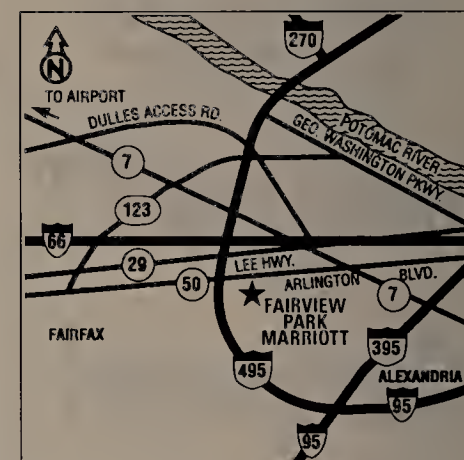 270
N
TO AIRPORT
DULLES ACCESS RD.
POTOMAC RIVER
GEO. WASHINGTON PKWY.
7
123
66
29
LEE HWY.
50
ARLINGTON BLVD.
7
FAIRVIEW
PARK
MARRIOTT
FAIRFAX
395
495
ALEXANDRIA
95
95